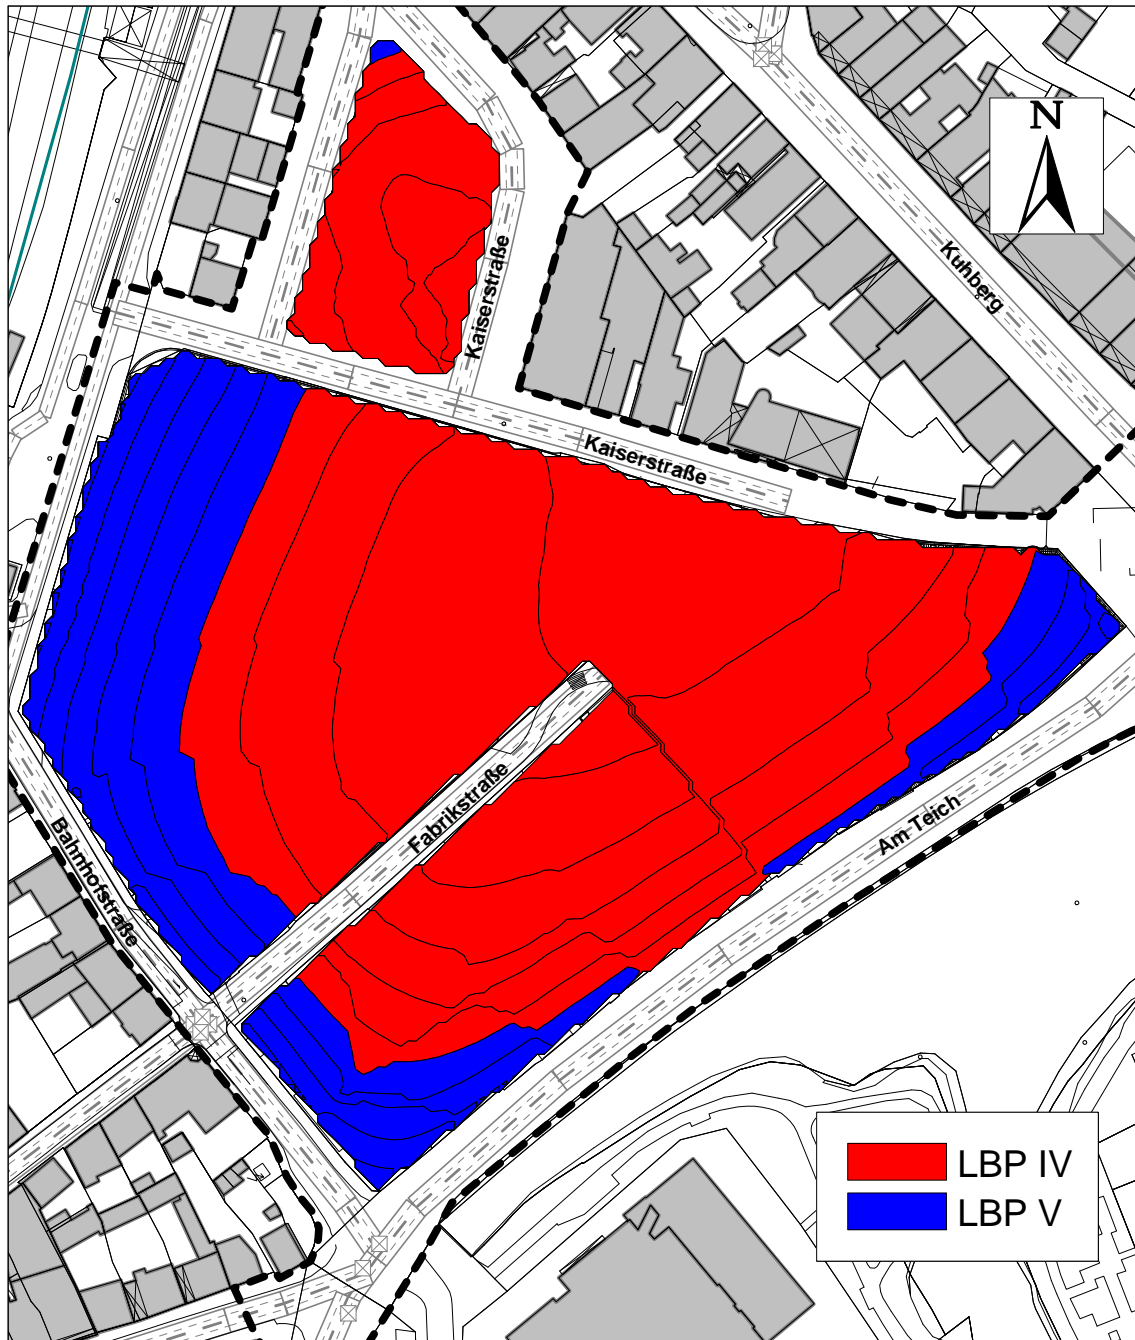 N
Kuhberg
Kaiserstraße
Kaiserstraße
Fabrikstraße
Am Teich
Bahnhofstraße
LBP IV
LBP V